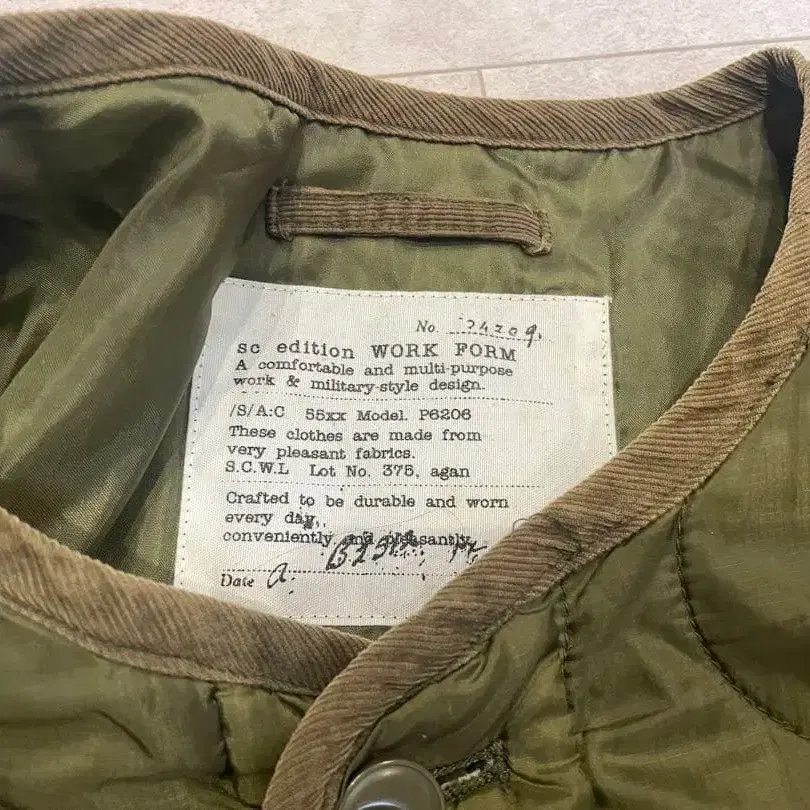 No. 24209.
sc edition WORK FORM
A comfortable and multi-purpose
work & military-style design.
/S/A:C 55xx Model. P6206
These clothes are made from
very pleasant fabrics.
S.C.W.L Lot No. 375, agan
Crafted to be durable and worn
every day,
conveniently and pleasantly.
Date a.